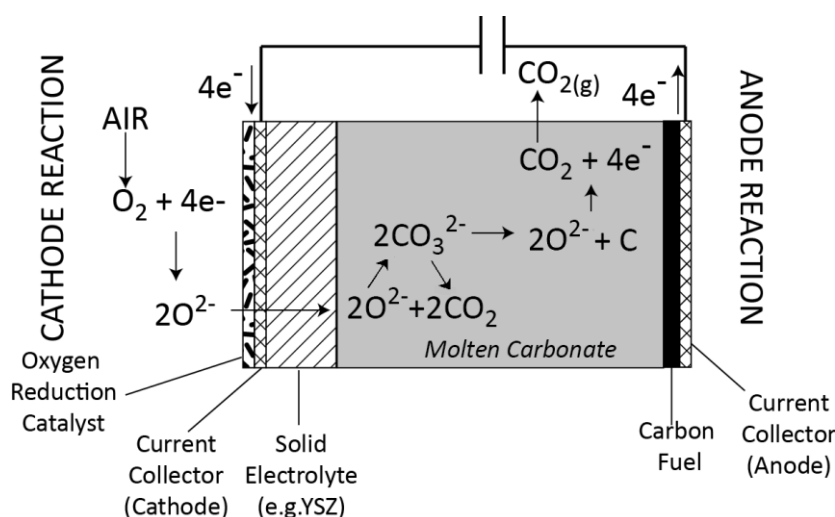 CATHODE REACTION
4e⁻
AIR
O₂ + 4e-
2O²⁻
CO₂₍g₎
4e⁻
CO₂ + 4e⁻
2CO₃²⁻
2O²⁻ + C
2O²⁻+2CO₂
Molten Carbonate
ANODE REACTION
Oxygen
Reduction
Catalyst
Current
Collector
(Cathode)
Solid
Electrolyte
(e.g.YSZ)
Carbon
Fuel
Current
Collector
(Anode)